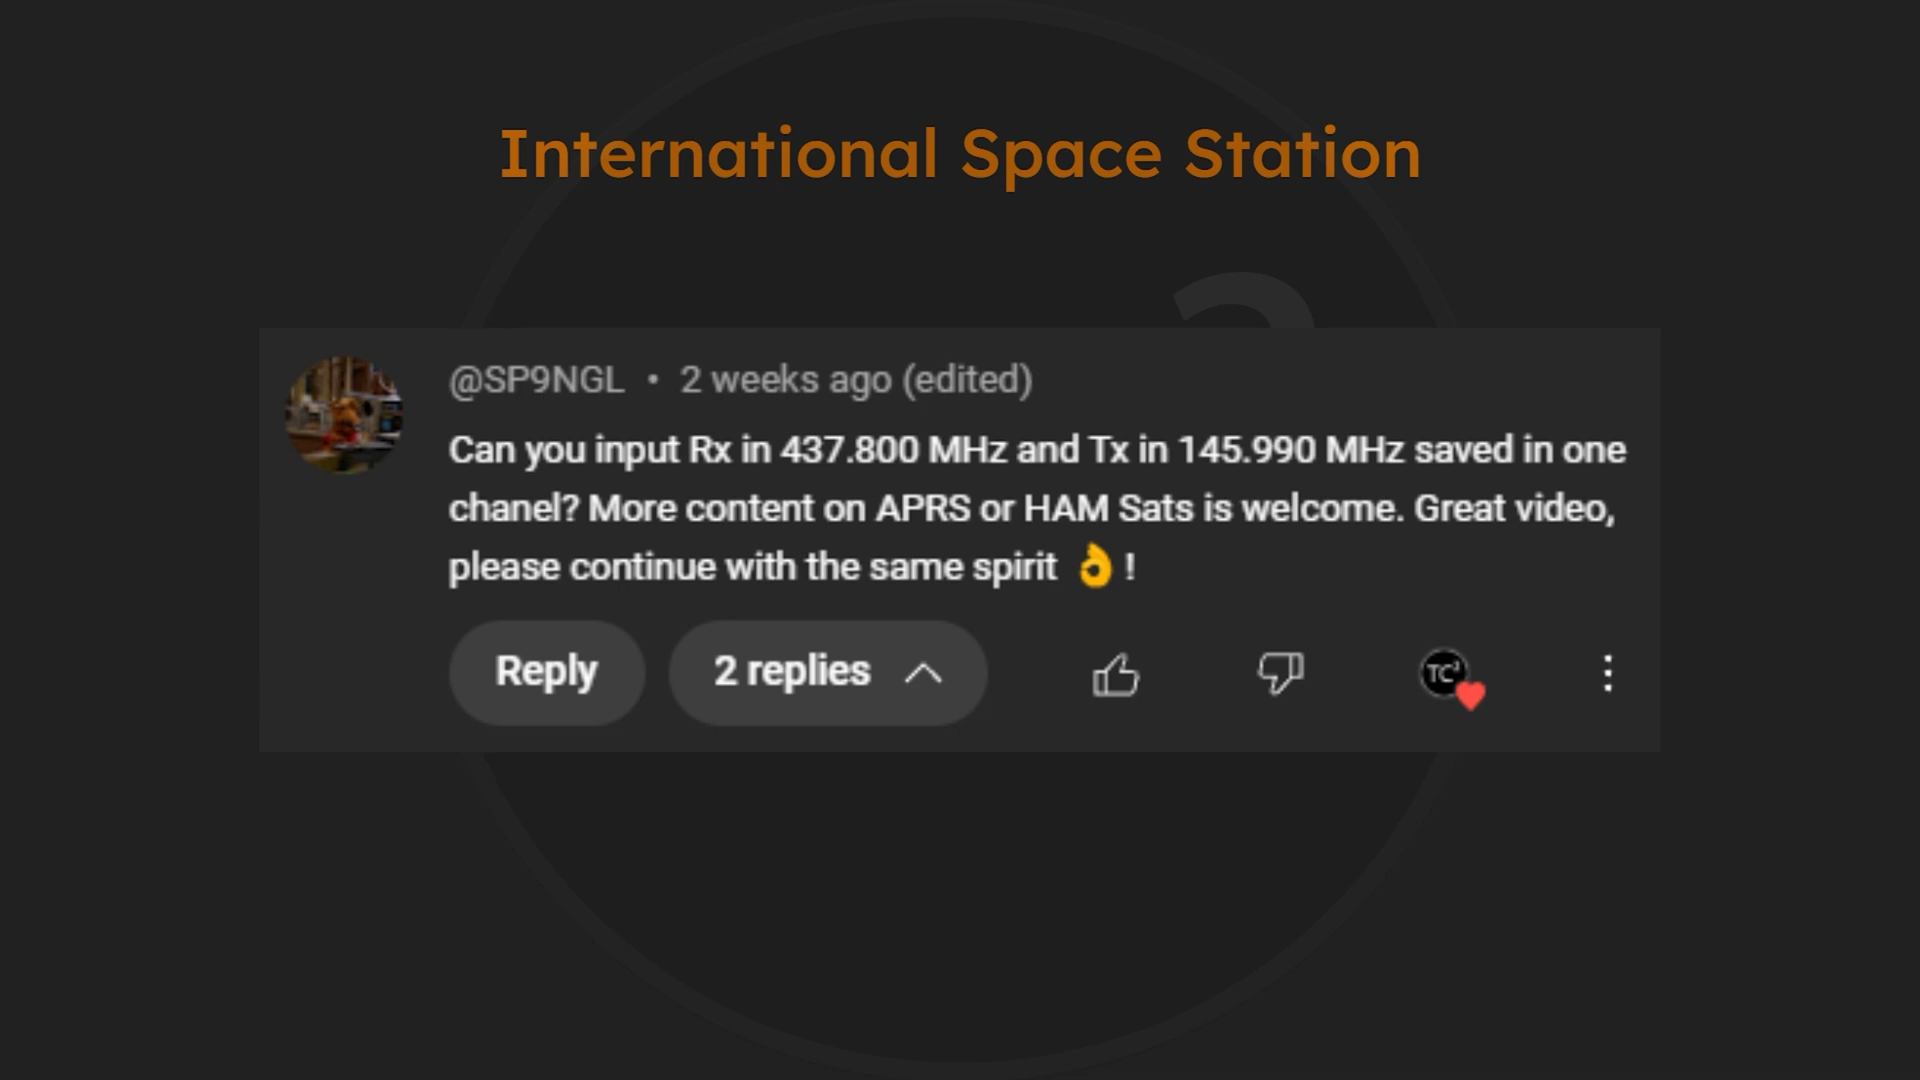 International Space Station
@SP9NGL • 2 weeks ago (edited)
Can you input Rx in 437.800 MHz and Tx in 145.990 MHz saved in one
chanel? More content on APRS or HAM Sats is welcome. Great video,
please continue with the same spirit 👌 !
Reply 2 replies
TC³